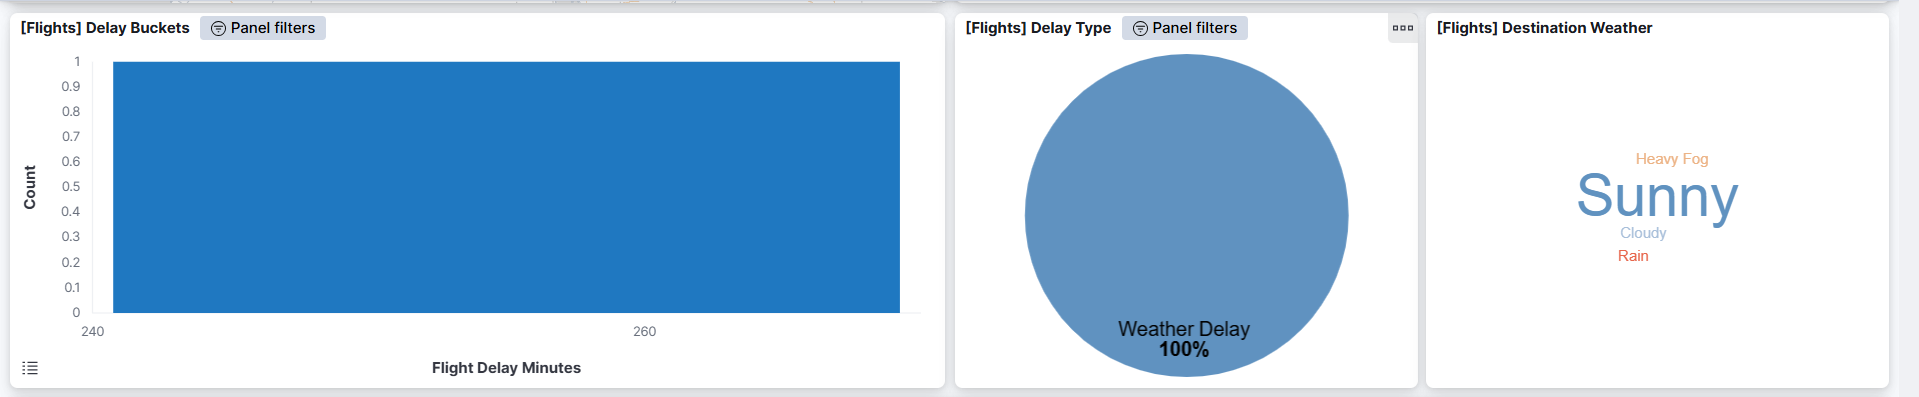 [Flights] Delay Buckets
Panel filters
1
0.9
0.8
0.7
0.6
0.5
0.4
0.3
0.2
0.1
0
Count
240
260
Flight Delay Minutes
[Flights] Delay Type
Panel filters
Weather Delay
100%
[Flights] Destination Weather
Heavy Fog
Sunny
Cloudy
Rain